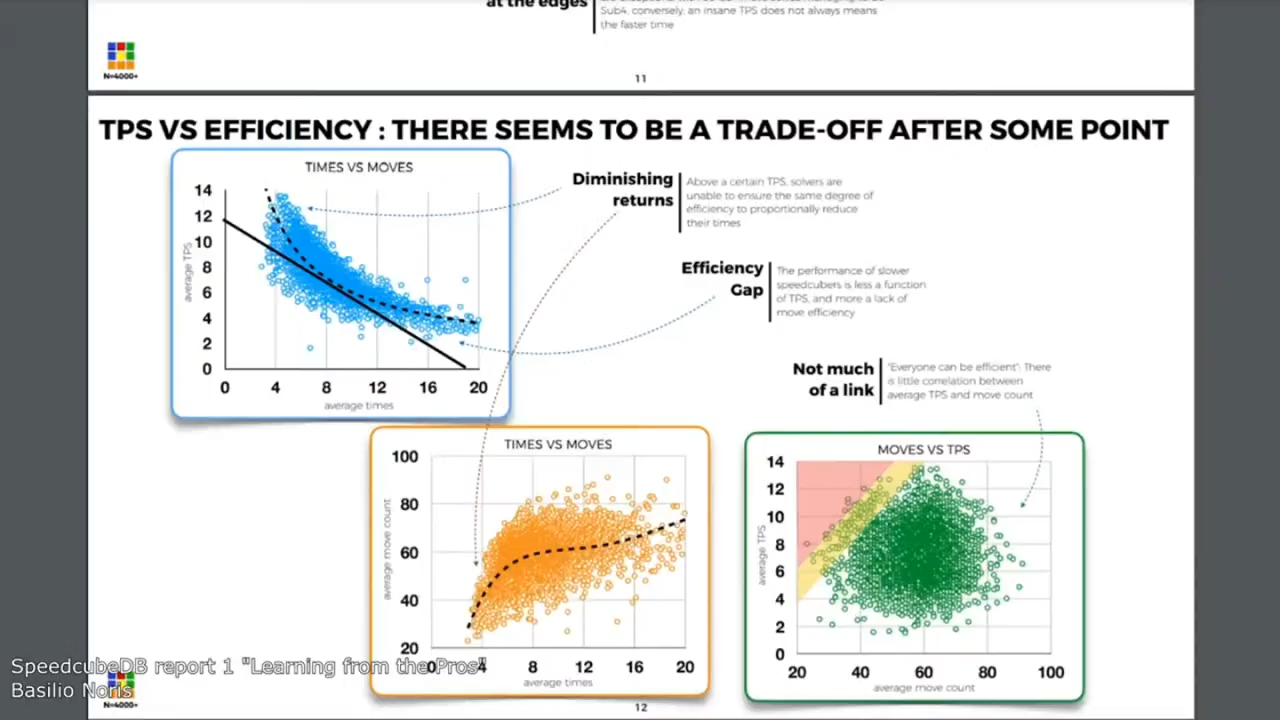 at the edges
Sub4, conversely, an insane TPS does not always means
the faster time
N=4000+
11
TPS VS EFFICIENCY : THERE SEEMS TO BE A TRADE-OFF AFTER SOME POINT
TIMES VS MOVES
14
12
10
8
6
4
2
0
average TPS
0 4 8 12 16 20
average times
Diminishing
returns
Above a certain TPS, solvers are
unable to ensure the same degree of
efficiency to proportionally reduce
their times
Efficiency
Gap
The performance of slower
speedcubers is less a function
of TPS, and more a lack of
move efficiency
Not much
of a link
"Everyone can be efficient": There
is little correlation between
average TPS and move count
TIMES VS MOVES
100
80
60
40
20
average move count
0 4 8 12 16 20
average times
MOVES VS TPS
14
12
10
8
6
4
2
0
average TPS
20 40 60 80 100
average move count
SpeedcubeDB report 1 "Learning from the Pros"
Basilio Noris
N=4000+
12